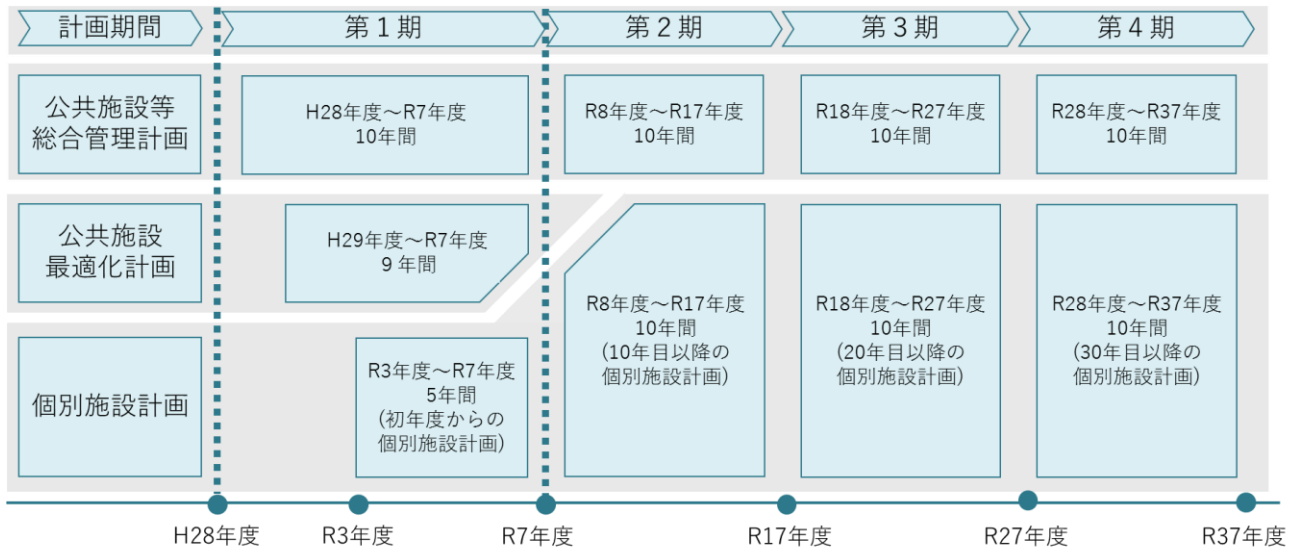 計画期間
第１期
第２期
第３期
第４期
公共施設等
総合管理計画
H28年度～R7年度
10年間
R8年度～R17年度
10年間
R18年度～R27年度
10年間
R28年度～R37年度
10年間
公共施設
最適化計画
H29年度～R7年度
９年間
個別施設計画
R3年度～R7年度
5年間
(初年度からの
個別施設計画)
R8年度～R17年度
10年間
(10年目以降の
個別施設計画)
R18年度～R27年度
10年間
(20年目以降の
個別施設計画)
R28年度～R37年度
10年間
(30年目以降の
個別施設計画)
H28年度
R3年度
R7年度
R17年度
R27年度
R37年度